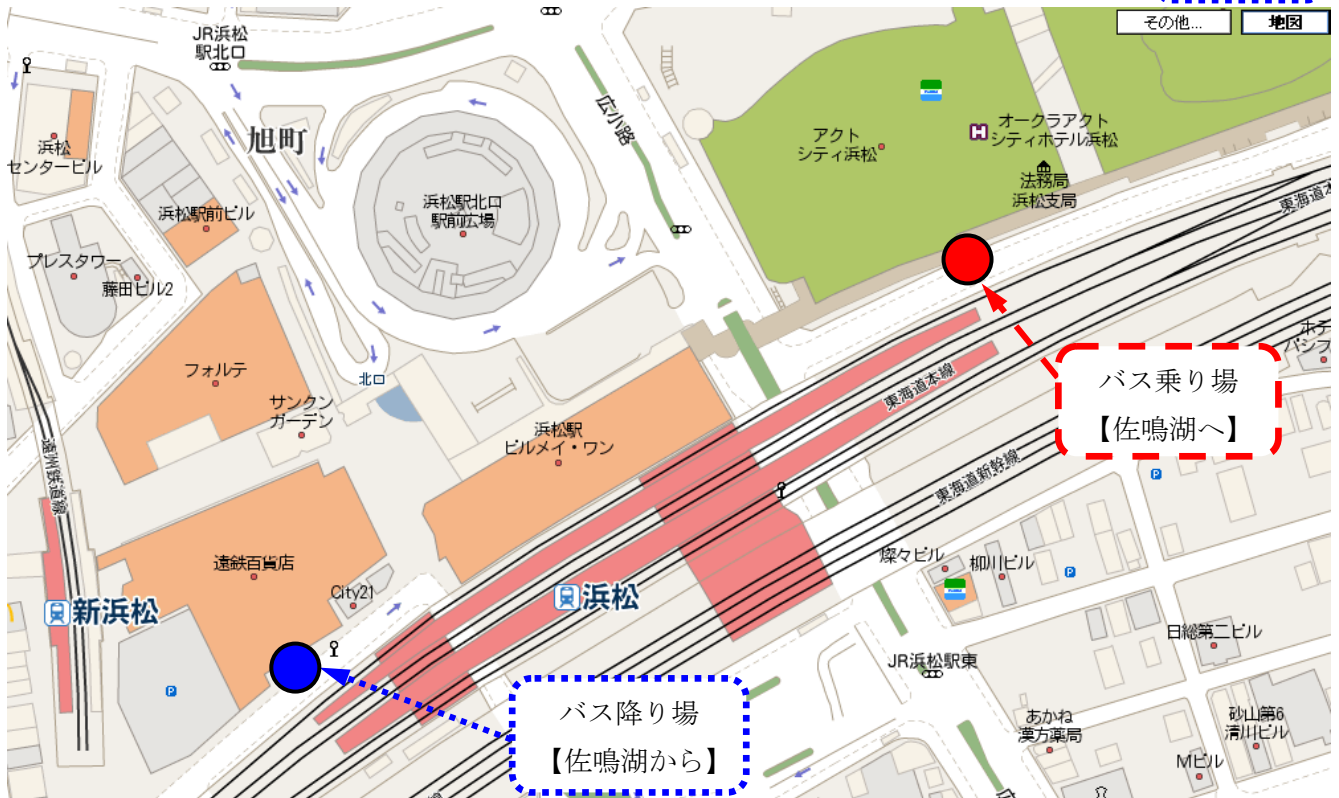 その他...
地図
JR浜松
駅北口
広小路
旭町
浜松
センタービル
浜松駅前ビル
浜松駅北口
駅前広場
アクト
シティ浜松
オークラアクト
シティホテル浜松
法務局
浜松支局
東海道本
プレスタワー
藤田ビル2
フォルテ
北口
サンクン
ガーデン
浜松駅
ビルメイ・ワン
東海道本線
バス乗り場
【佐鳴湖へ】
ホテ
パシフ
遠州鉄道線
東海道新幹線
P
遠鉄百貨店
City21
新浜松
浜松
燦々ビル
柳川ビル
P
日総第二ビル
JR浜松駅東
P
バス降り場
【佐鳴湖から】
あかね
漢方薬局
砂山第6
清川ビル
Mビル